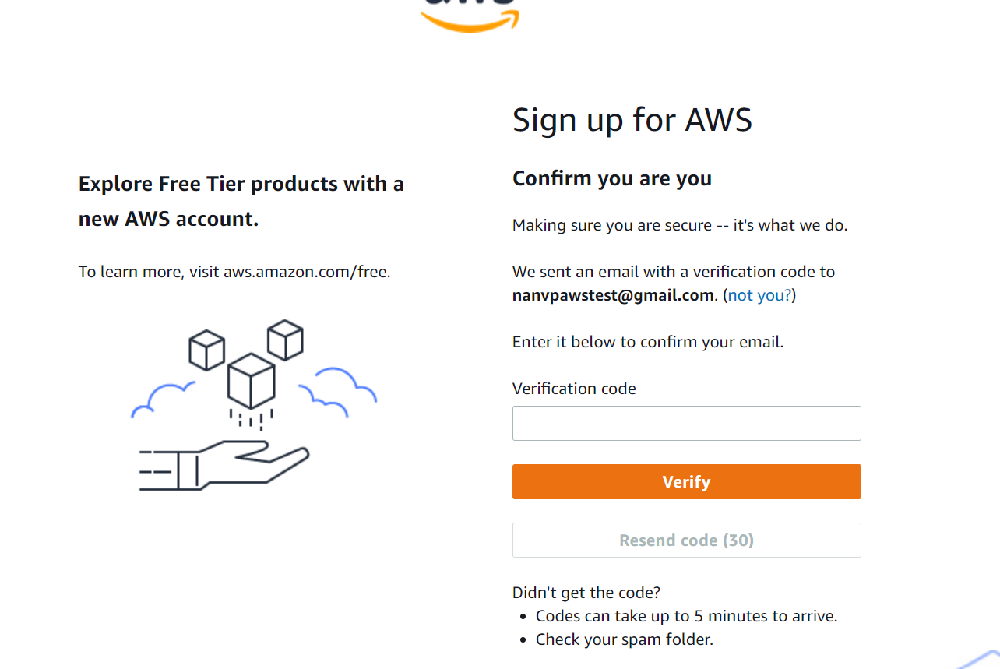 aws
Explore Free Tier products with a
new AWS account.
To learn more, visit aws.amazon.com/free.
Sign up for AWS
Confirm you are you
Making sure you are secure -- it's what we do.
We sent an email with a verification code to
nanvpawstest@gmail.com. (not you?)
Enter it below to confirm your email.
Verification code
Verify
Resend code (30)
Didn't get the code?
• Codes can take up to 5 minutes to arrive.
• Check your spam folder.